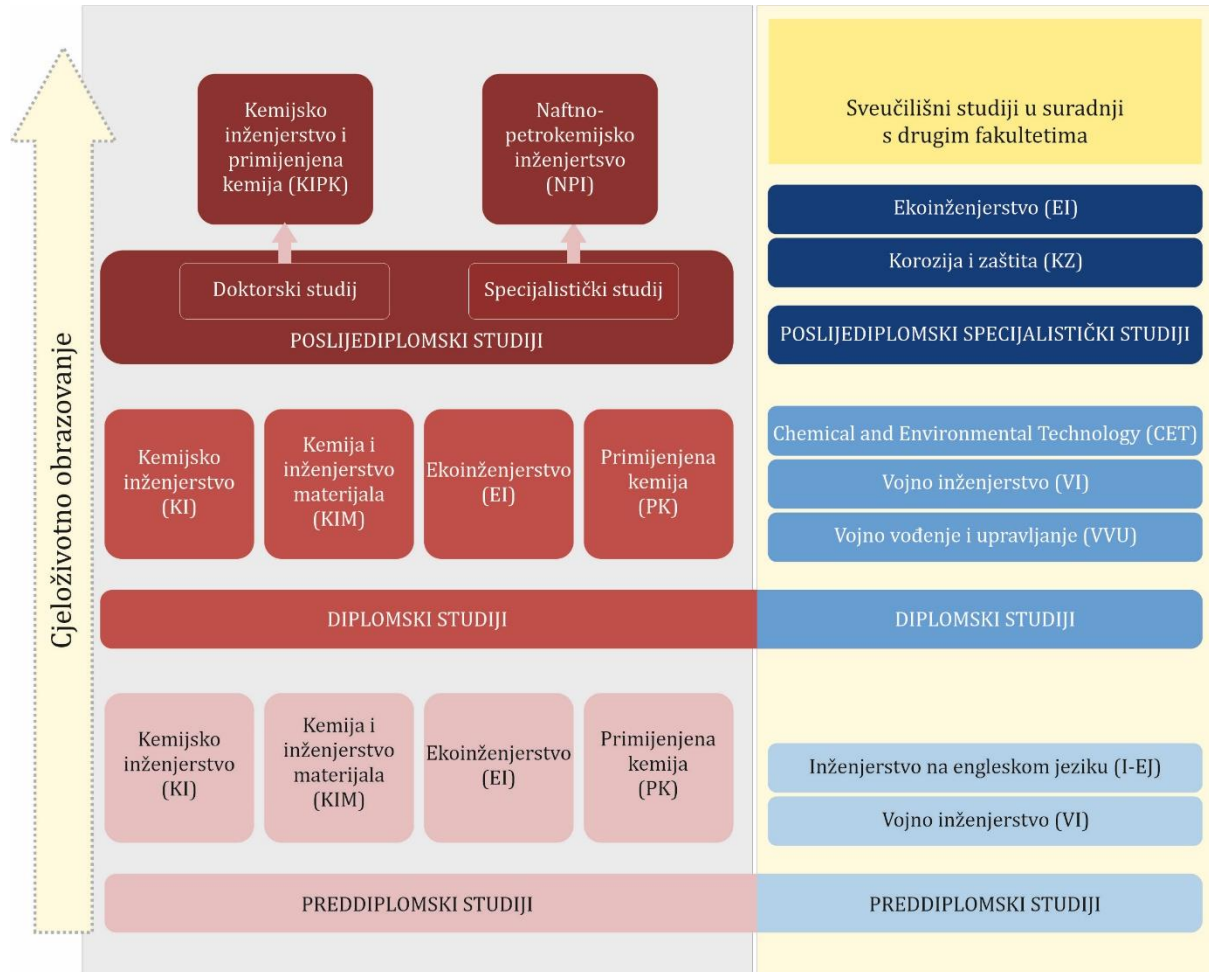 Cjeloživotno obrazovanje
Kemijsko
inženjerstvo i
primijenjena
kemija (KIPK)
Naftno-
petrokemijsko
inženjertsvo
(NPI)
Doktorski studij
Specijalistički studij
POSLIJEDIPLOMSKI STUDIJI
Kemijsko
inženjerstvo
(KI)
Kemija i
inženjerstvo
materijala
(KIM)
Ekoinženjerstvo
(EI)
Primijenjena
kemija
(PK)
DIPLOMSKI STUDIJI
Kemijsko
inženjerstvo
(KI)
Kemija i
inženjerstvo
materijala
(KIM)
Ekoinženjerstvo
(EI)
Primijenjena
kemija
(PK)
PREDDIPLOMSKI STUDIJI
Sveučilišni studiji u suradnji
s drugim fakultetima
Ekoinženjerstvo (EI)
Korozija i zaštita (KZ)
POSLIJEDIPLOMSKI SPECIJALISTIČKI STUDIJI
Chemical and Environmental Technology (CET)
Vojno inženjerstvo (VI)
Vojno vođenje i upravljanje (VVU)
DIPLOMSKI STUDIJI
Inženjerstvo na engleskom jeziku (I-EJ)
Vojno inženjerstvo (VI)
PREDDIPLOMSKI STUDIJI